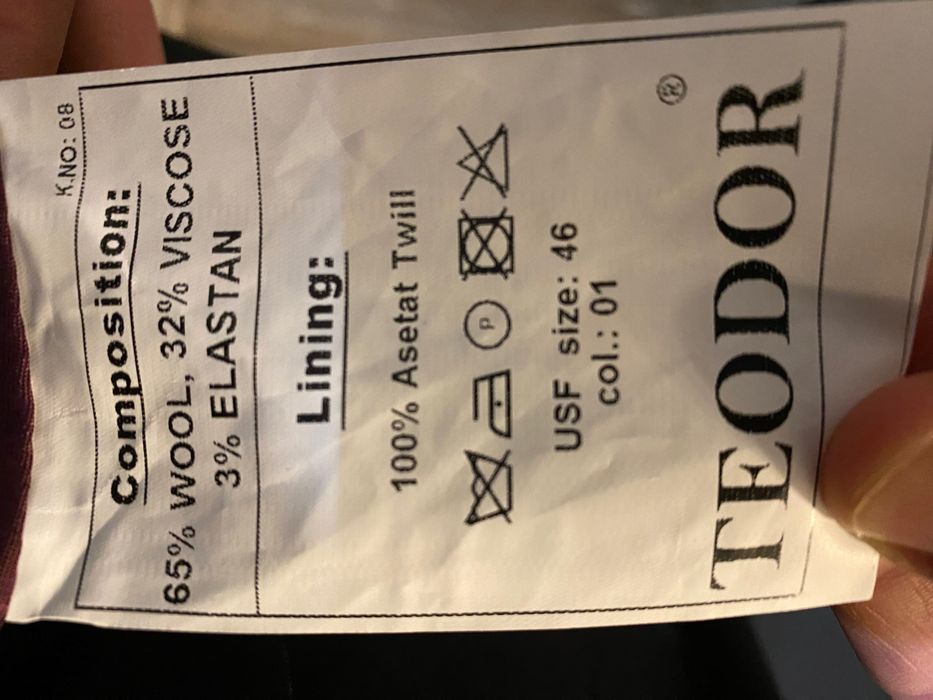 K.NO: 08
Composition:
65% WOOL, 32% VISCOSE
3% ELASTAN
Lining:
100% Asetat Twill
P
USF size: 46
col.: 01
®
TEODOR